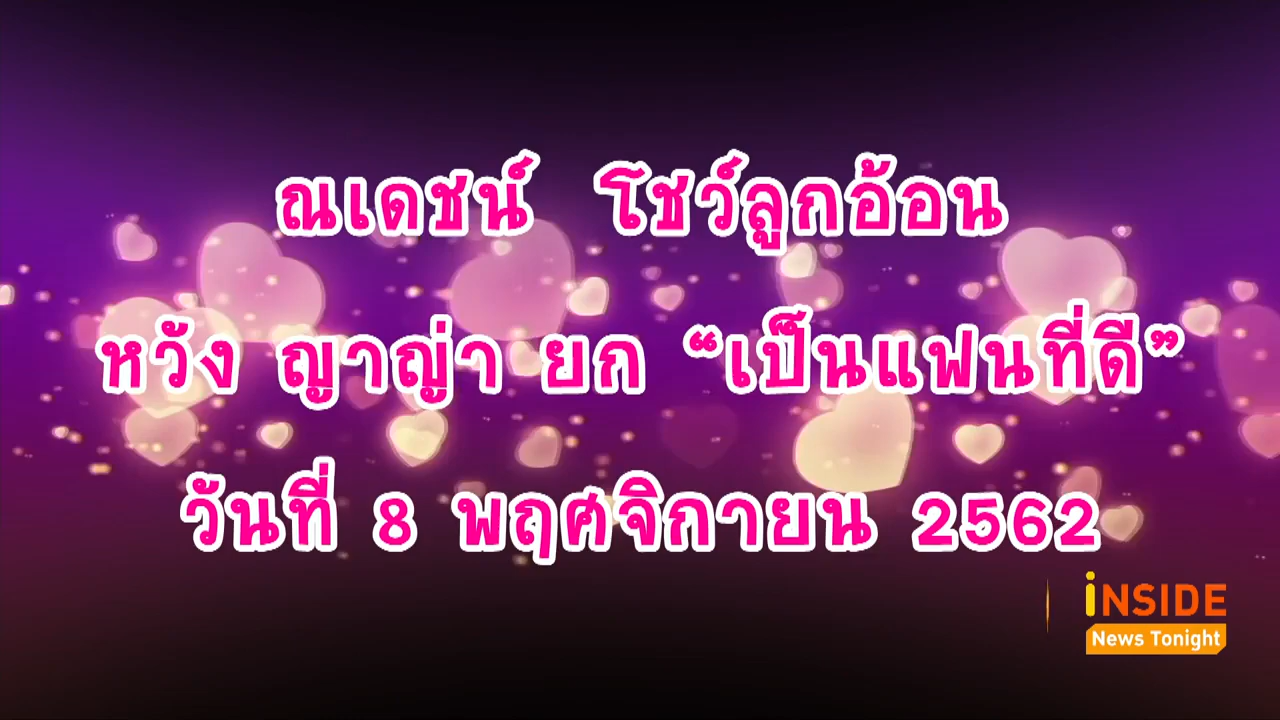 ณเดชน์ โชว์ลูกอ้อน
หวัง ญาญ่า ยก “เป็นแฟนที่ดี”
วันที่ 8 พฤศจิกายน 2562
iNSIDE
News Tonight